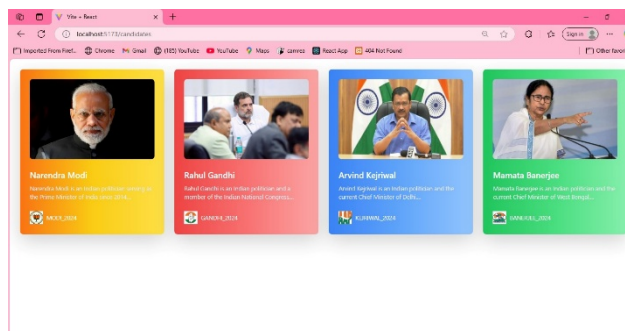 Vite + React
localhost:5173/candidates
Sign in
Imported From Firef...
Chrome
Gmail
(185) YouTube
YouTube
Maps
canvas
React App
404 Not Found
Other favor
Narendra Modi
Narendra Modi is an Indian politician serving as
the Prime Minister of India since 2014...
MODI_2024
Rahul Gandhi
Rahul Gandhi is an Indian politician and a
member of the Indian National Congress...
GANDHI_2024
Arvind Kejriwal
Arvind Kejriwal is an Indian politician and the
current Chief Minister of Delhi...
Mamata Banerjee
Mamata Banerjee is an Indian politician and the
current Chief Minister of West Bengal...
BANERJEE_2024